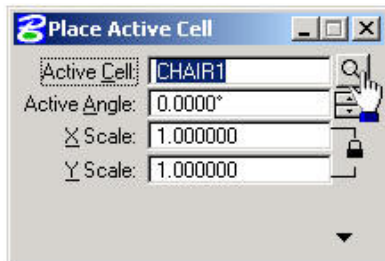 Place Active Cell
Active Cell: CHAIR1
Active Angle: 0.0000°
X Scale: 1.000000
Y Scale: 1.000000